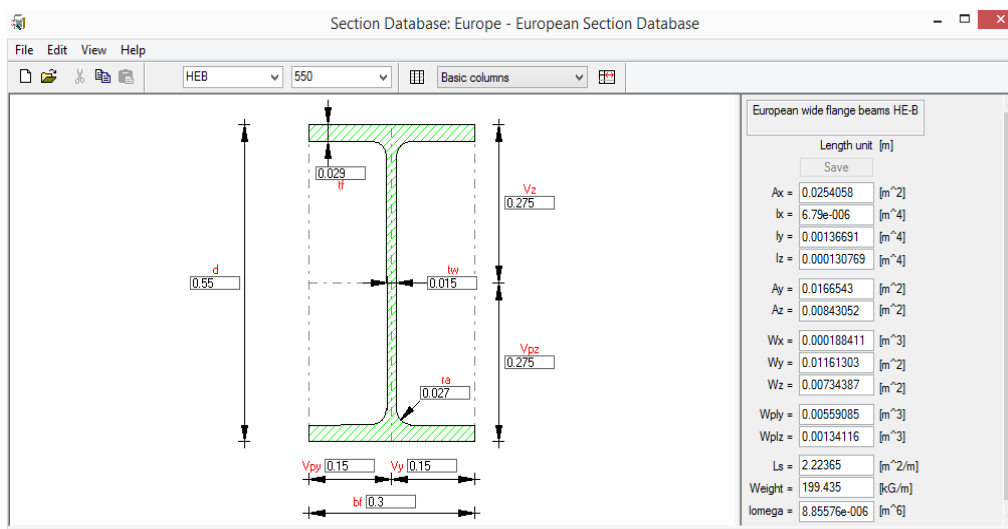 Section Database: Europe - European Section Database
File Edit View Help
HEB 550 Basic columns
European wide flange beams HE-B
Length unit [m]
Save
Ax = 0.0254058 [m^2]
Ix = 6.79e-006 [m^4]
Iy = 0.00136691 [m^4]
Iz = 0.000130769 [m^4]
Ay = 0.0166543 [m^2]
Az = 0.00843052 [m^2]
Wx = 0.000188411 [m^3]
Wy = 0.01161303 [m^2]
Wz = 0.00734387 [m^2]
Wply = 0.00559085 [m^3]
Wplz = 0.00134116 [m^3]
Ls = 2.22365 [m^2/m]
Weight = 199.435 [kG/m]
Iomega = 8.85576e-006 [m^6]
0.029
tf
Vz
0.275
d
0.55
tw
0.015
Vpz
0.275
ra
0.027
Vpy 0.15 Vy 0.15
bf 0.3